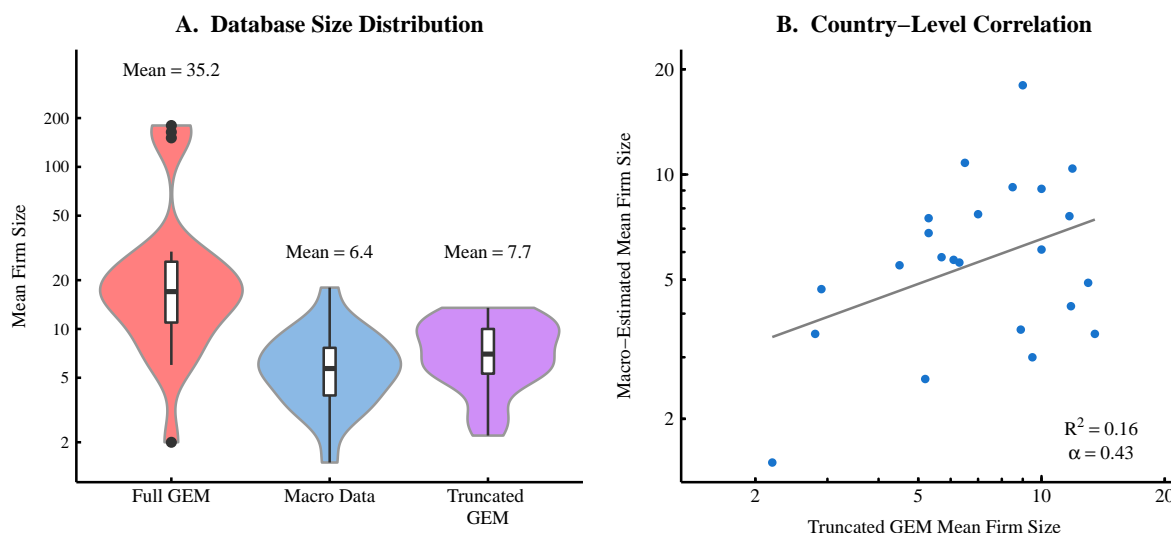 A.  Database Size Distribution
Mean = 35.2
Mean = 6.4
Mean = 7.7
Mean Firm Size
200
100
50
20
10
5
2
Full GEM
Macro Data
Truncated
GEM
B.  Country−Level Correlation
Macro−Estimated Mean Firm Size
20
10
5
2
R² = 0.16
α = 0.43
2
5
10
20
Truncated GEM Mean Firm Size